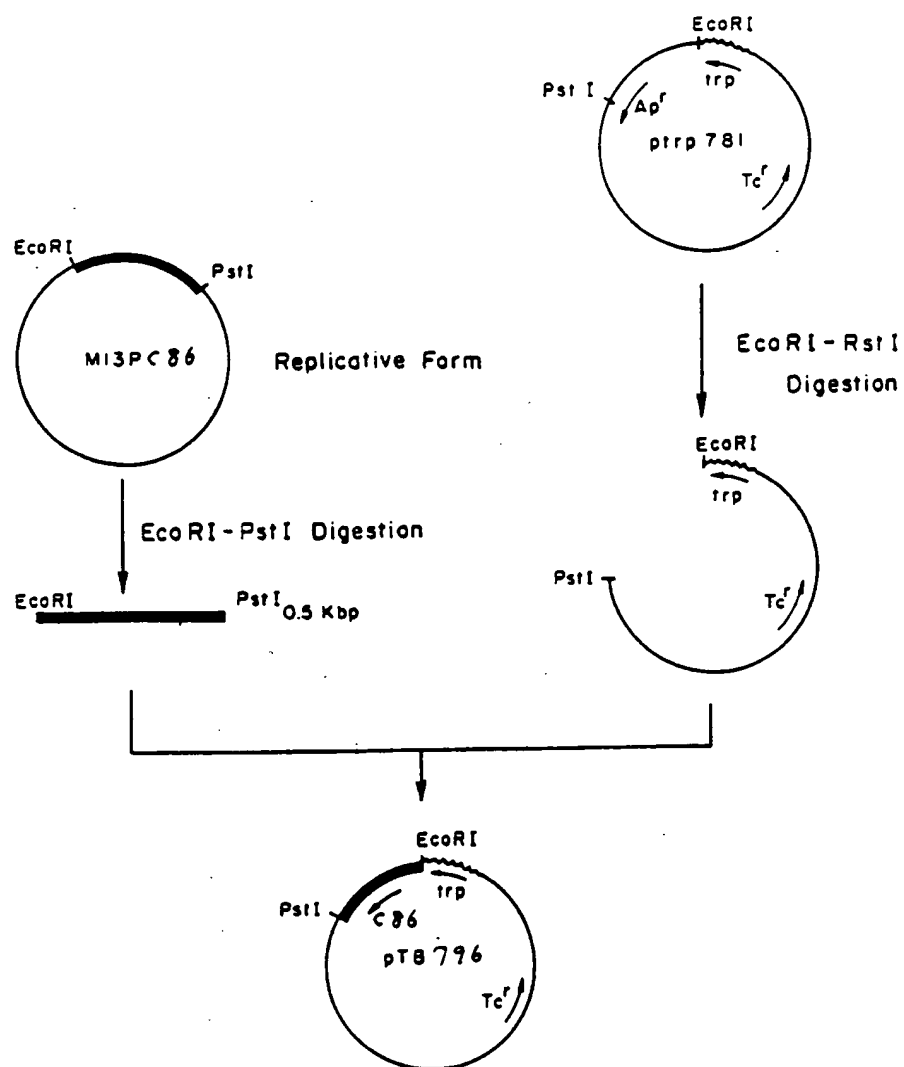 EcoRI
trp
Pst I
Apr
ptrp 781
Tcr
EcoRI
PstI
M13PC86
Replicative Form
EcoRI-RstI
Digestion
EcoRI
trp
EcoRI-PstI Digestion
PstI
Tcr
EcoRI
PstI
0.5 Kbp
EcoRI
trp
PstI
C86
pTB796
Tcr